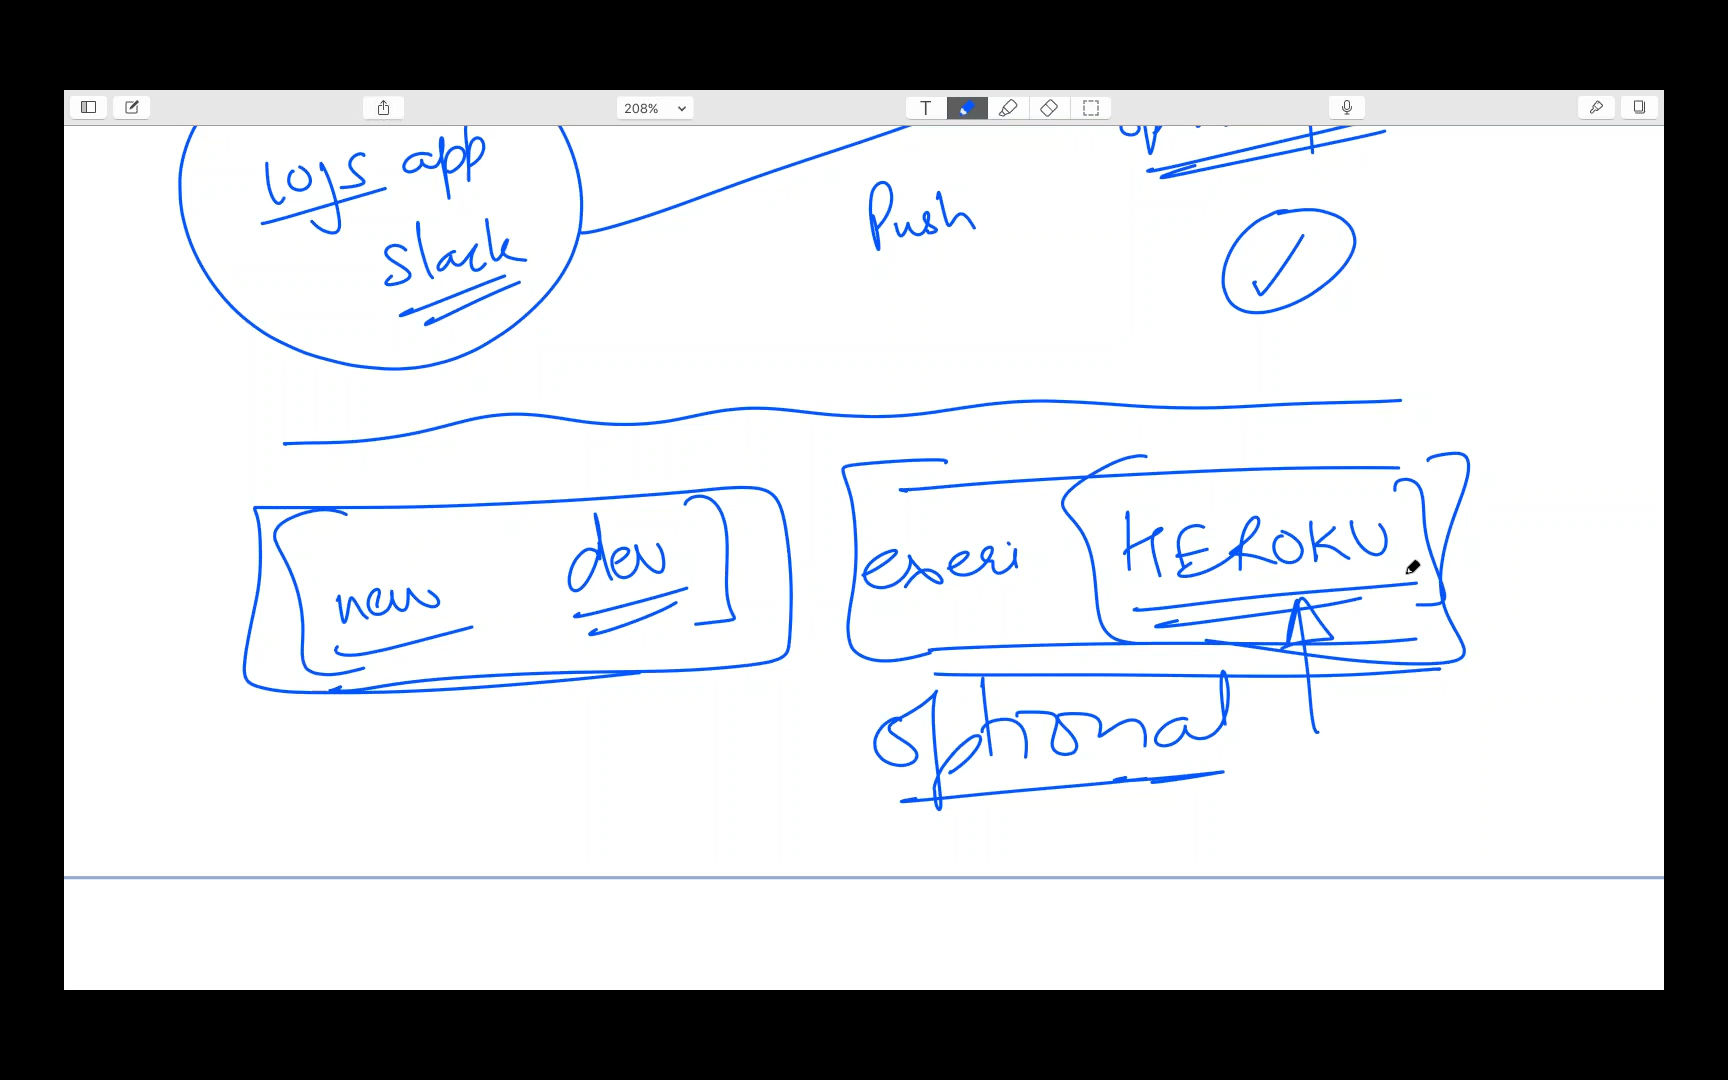 208%
T
logs app
slack
Push
new dev
exeri HEROKU
optional